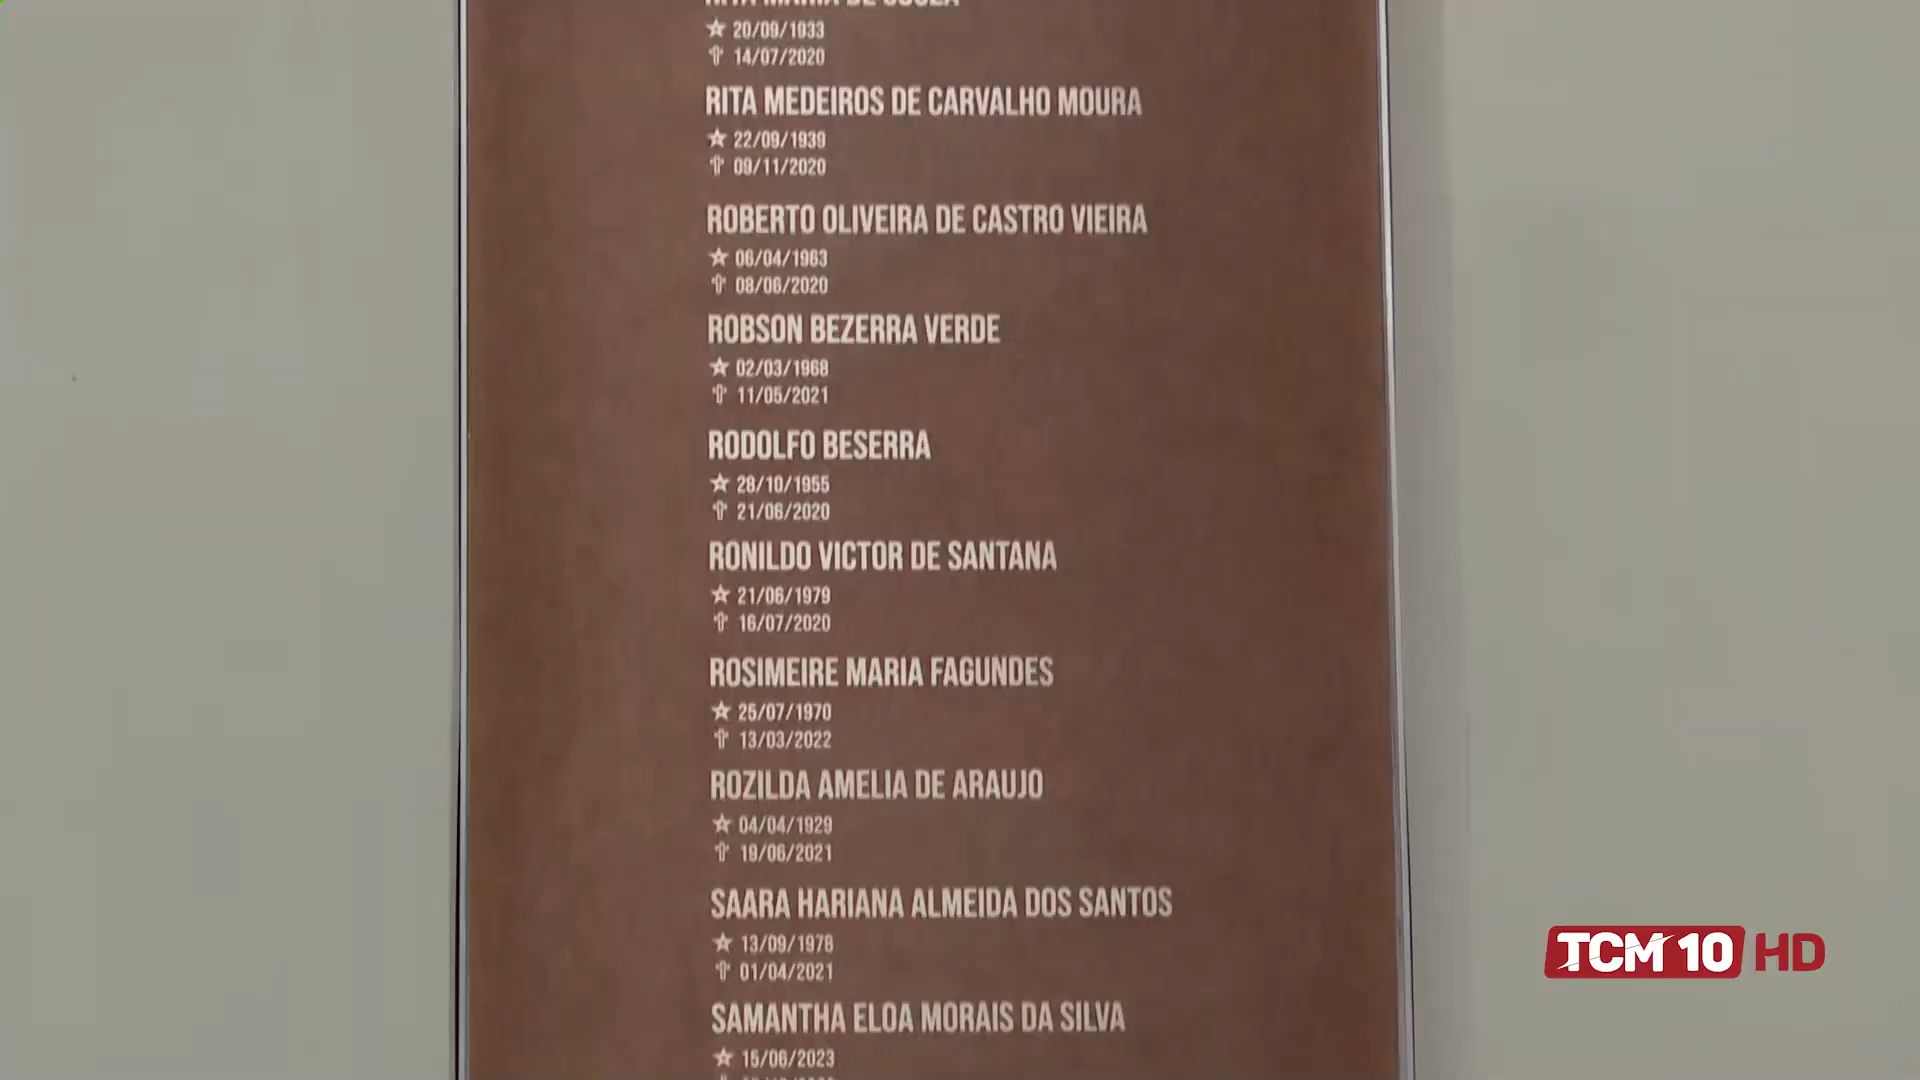 RITA MARIA DE SOUZA
☆ 20/09/1933
✞ 14/07/2020
RITA MEDEIROS DE CARVALHO MOURA
☆ 22/09/1939
✞ 09/11/2020
ROBERTO OLIVEIRA DE CASTRO VIEIRA
☆ 06/04/1963
✞ 08/06/2020
ROBSON BEZERRA VERDE
☆ 02/03/1968
✞ 11/05/2021
RODOLFO BESERRA
☆ 28/10/1955
✞ 21/06/2020
RONILDO VICTOR DE SANTANA
☆ 21/06/1979
✞ 16/07/2020
ROSIMEIRE MARIA FAGUNDES
☆ 25/07/1970
✞ 13/03/2022
ROZILDA AMELIA DE ARAUJO
☆ 04/04/1929
✞ 19/06/2021
SAARA HARIANA ALMEIDA DOS SANTOS
☆ 13/09/1978
✞ 01/04/2021
SAMANTHA ELOA MORAIS DA SILVA
☆ 15/06/2023
TCM 10 HD